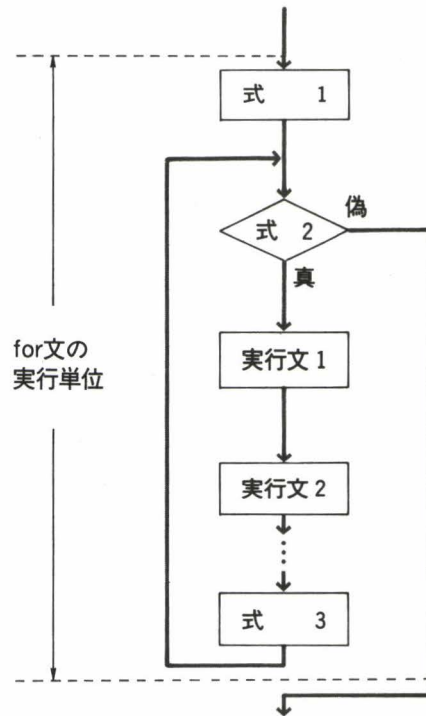 式 1
式 2
偽
真
for文の
実行単位
実行文1
実行文2
式 3